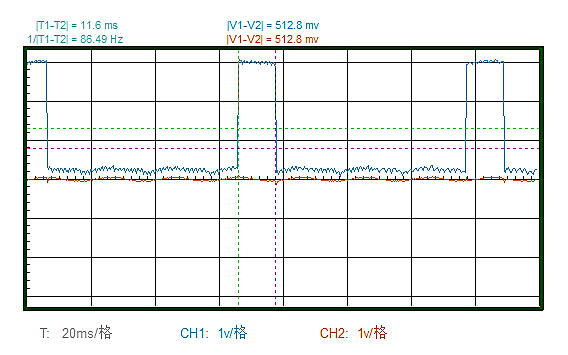 |T1-T2| = 11.6 ms |V1-V2| = 512.8 mv
1/|T1-T2| = 86.49 Hz |V1-V2| = 512.8 mv
T: 20ms/格 CH1: 1v/格 CH2: 1v/格